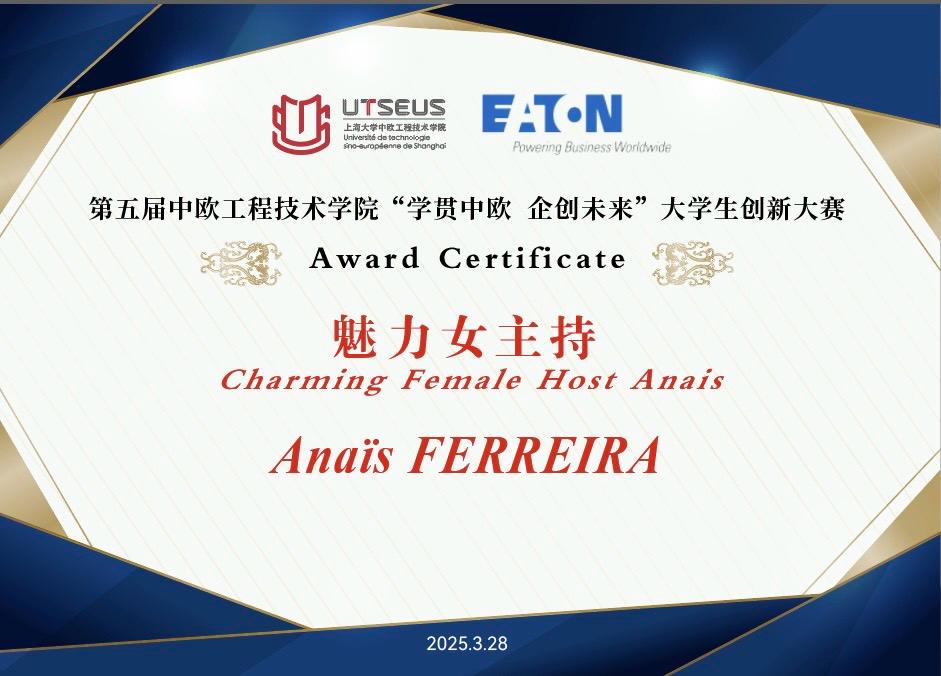 UTSEUS
上海大学中欧工程技术学院
Université de technologie
sino-européenne de Shanghai
EATON
Powering Business Worldwide
第五届中欧工程技术学院“学贯中欧 企创未来”大学生创新大赛
Award Certificate
魅力女主持
Charming Female Host Anais
Anaïs FERREIRA
2025.3.28